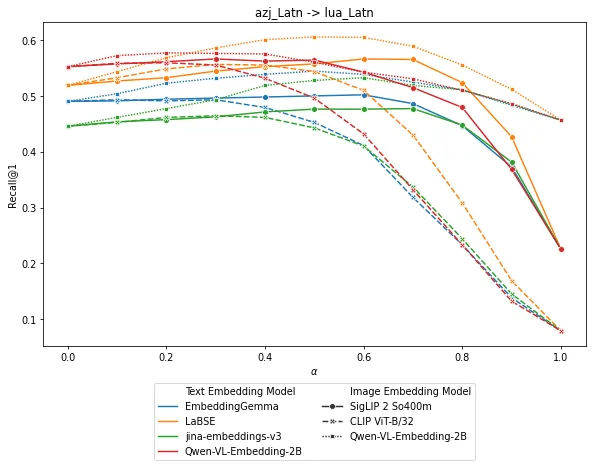 azj_Latn -> lua_Latn
Recall@1
0.6
0.5
0.4
0.3
0.2
0.1
0.0 0.2 0.4 0.6 0.8 1.0
α
Text Embedding Model Image Embedding Model
EmbeddingGemma SigLIP 2 So400m
LaBSE CLIP ViT-B/32
jina-embeddings-v3 Qwen-VL-Embedding-2B
Qwen-VL-Embedding-2B